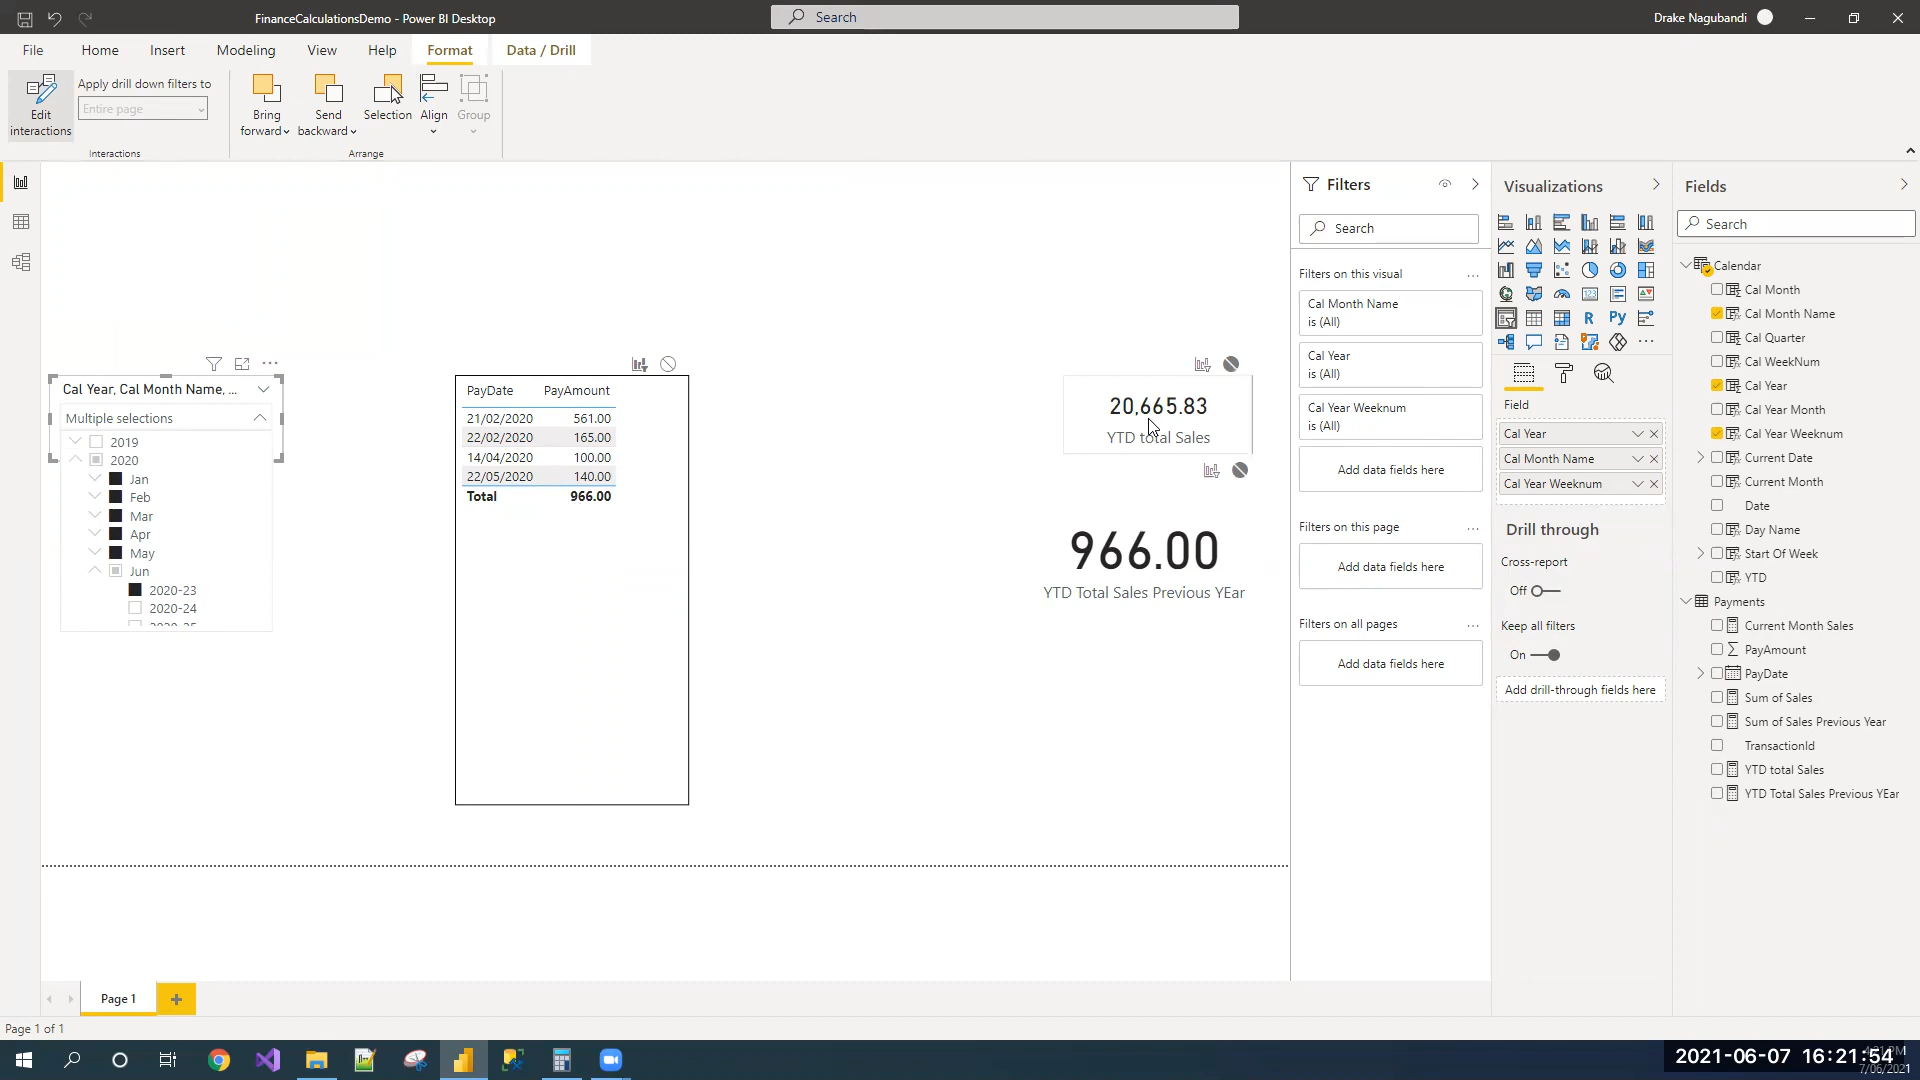 FinanceCalculationsDemo - Power BI Desktop
Search
Drake Nagubandi
File
Home
Insert
Modeling
View
Help
Format
Data / Drill
Edit
interactions
Apply drill down filters to
Entire page
Bring
forward
Send
backward
Selection
Align
Group
Interactions
Arrange
Cal Year, Cal Month Name, ...
Multiple selections
2019
2020
Jan
Feb
Mar
Apr
May
Jun
2020-23
2020-24
PayDate PayAmount
21/02/2020 561.00
22/02/2020 165.00
14/04/2020 100.00
22/05/2020 140.00
Total 966.00
20,665.83
YTD total Sales
966.00
YTD Total Sales Previous YEar
Filters
Search
Filters on this visual
Cal Month Name
is (All)
Cal Year
is (All)
Cal Year Weeknum
is (All)
Add data fields here
Filters on this page
Add data fields here
Filters on all pages
Add data fields here
Visualizations
R
Py
123
Field
Cal Year
Cal Month Name
Cal Year Weeknum
Drill through
Cross-report
Off
Keep all filters
On
Add drill-through fields here
Fields
Search
Calendar
Cal Month
Cal Month Name
Cal Quarter
Cal WeekNum
Cal Year
Cal Year Month
Cal Year Weeknum
Current Date
Current Month
Date
Day Name
Start Of Week
YTD
Payments
Current Month Sales
PayAmount
PayDate
Sum of Sales
Sum of Sales Previous Year
TransactionId
YTD total Sales
YTD Total Sales Previous YEar
Page 1
Page 1 of 1
2021-06-07 16:21:54
7/06/2021